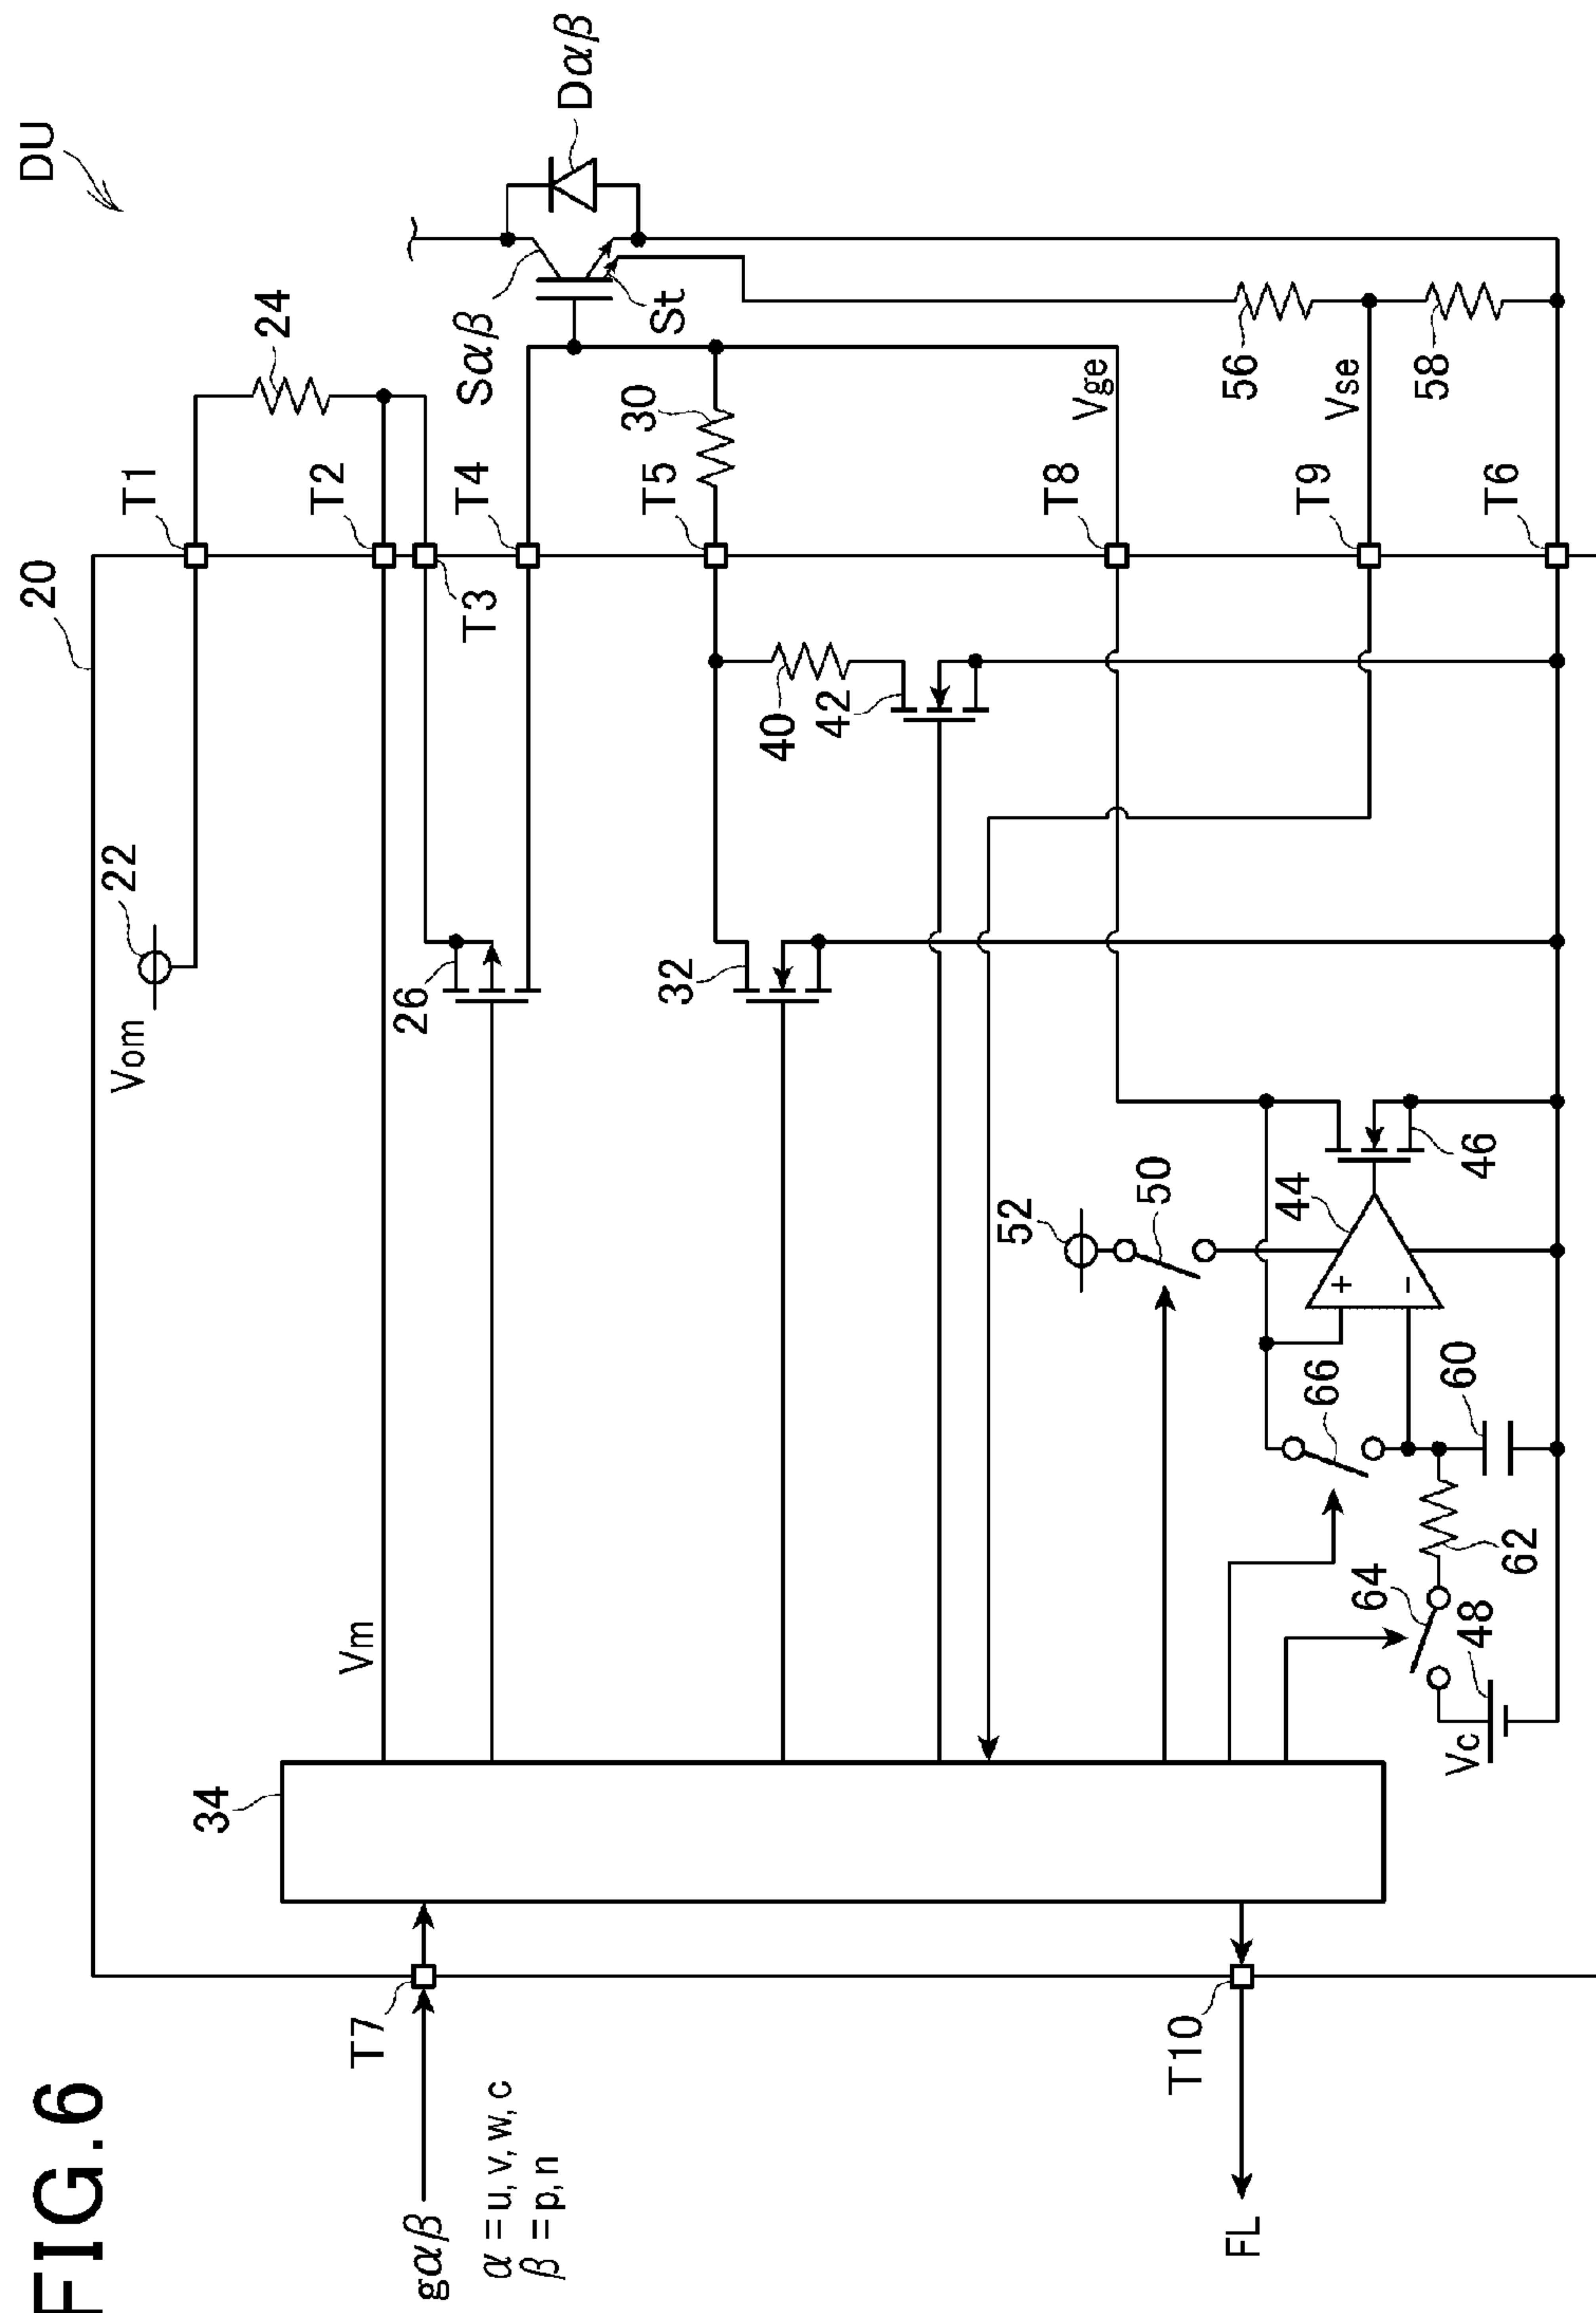 FIG.6
DU
20
22
Vom
T1
24
T2
Vm
T3
26
T4
Sαβ
Dαβ
St
34
T7
gαβ
α = u, v, w, c
β = p, n
32
T5
30
40
42
T8
Vge
52
50
44
+
-
46
66
60
62
64
48
Vc
T9
Vse
56
58
T6
T10
FL